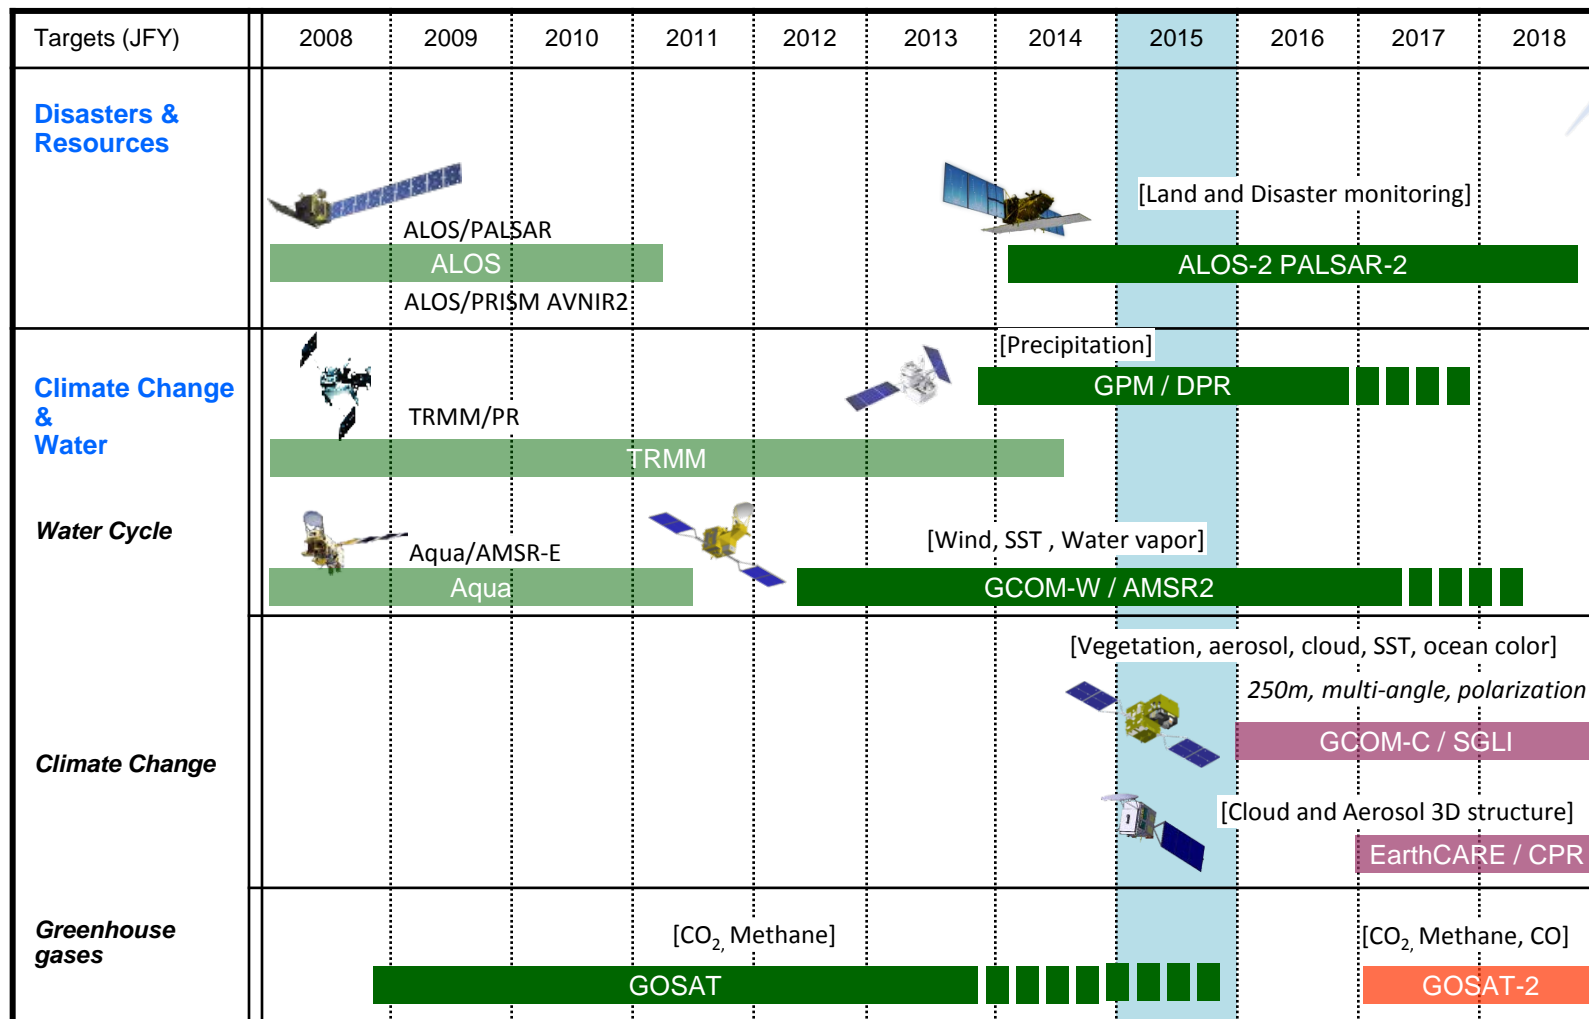 Targets (JFY) 2008 2009 2010 2011 2012 2013 2014 2015 2016 2017 2018
Disasters &
Resources
[Land and Disaster monitoring]
ALOS/PALSAR
ALOS
ALOS-2 PALSAR-2
ALOS/PRISM AVNIR2
Climate Change
&
Water
[Precipitation]
GPM / DPR
TRMM/PR
TRMM
Water Cycle
[Wind, SST , Water vapor]
Aqua/AMSR-E
Aqua
GCOM-W / AMSR2
[Vegetation, aerosol, cloud, SST, ocean color]
250m, multi-angle, polarization
GCOM-C / SGLI
Climate Change
[Cloud and Aerosol 3D structure]
EarthCARE / CPR
Greenhouse
gases
[CO2, Methane]
[CO2, Methane, CO]
GOSAT
GOSAT-2